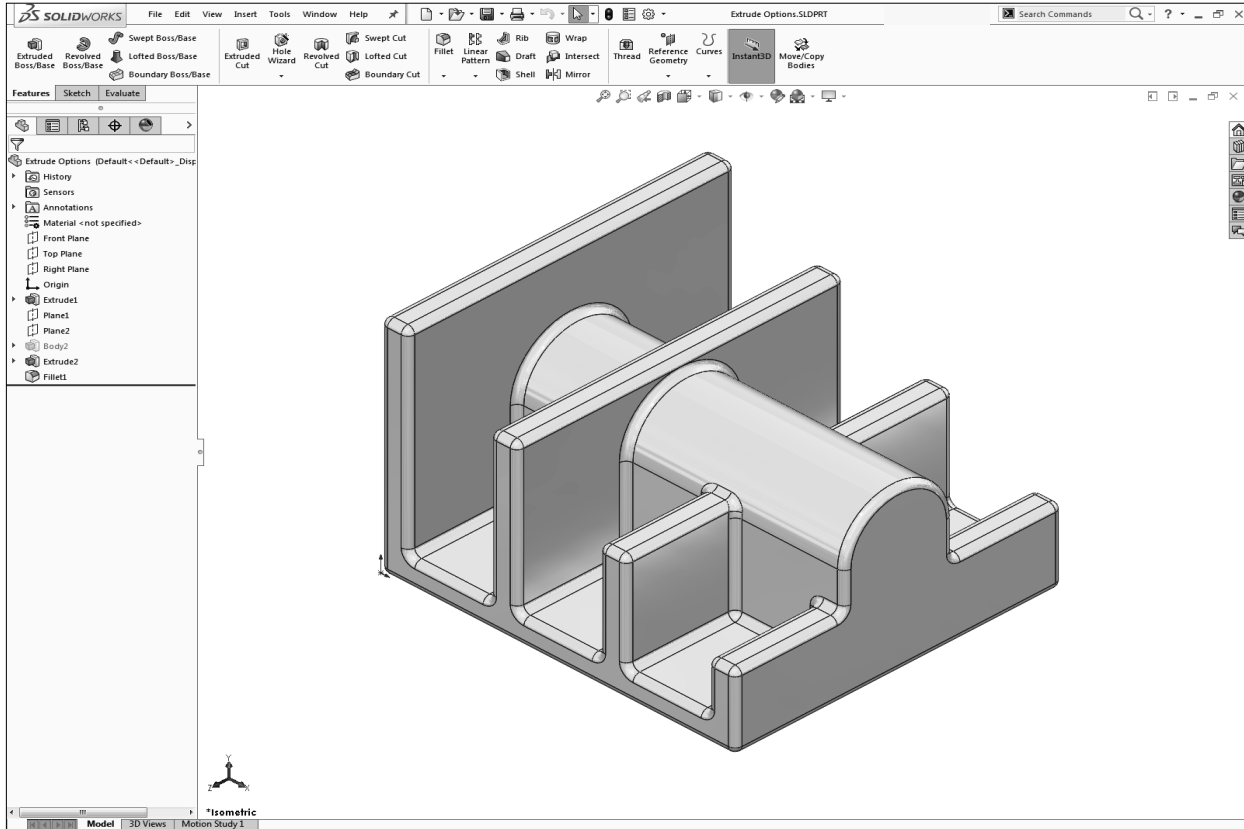 SOLIDWORKS File Edit View Insert Tools Window Help Extrude Options.SLDPRT Search Commands
Extruded Boss/Base
Revolved Boss/Base
Swept Boss/Base
Lofted Boss/Base
Boundary Boss/Base
Extruded Cut
Hole Wizard
Revolved Cut
Swept Cut
Lofted Cut
Boundary Cut
Fillet
Linear Pattern
Rib
Draft
Shell
Wrap
Intersect
Mirror
Thread
Reference Geometry
Curves
Instant3D
Move/Copy Bodies
Features Sketch Evaluate
Extrude Options (Default<<Default>_Disp
History
Sensors
Annotations
Material <not specified>
Front Plane
Top Plane
Right Plane
Origin
Extrude1
Plane1
Plane2
Body2
Extrude2
Fillet1
Y
Z X
*Isometric
Model 3D Views Motion Study 1